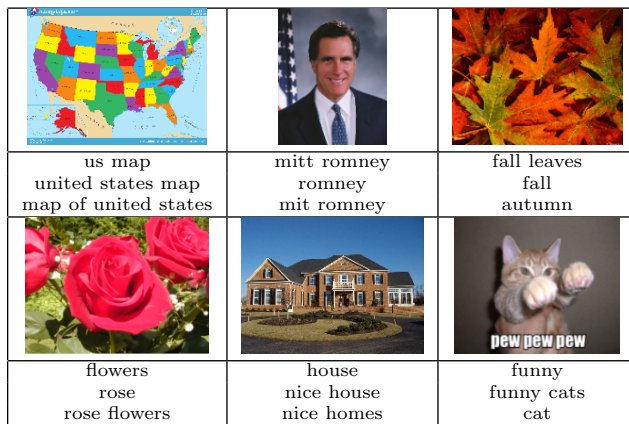 us map
united states map
map of united states
mitt romney
romney
mit romney
fall leaves
fall
autumn
pew pew pew
flowers
rose
rose flowers
house
nice house
nice homes
funny
funny cats
cat